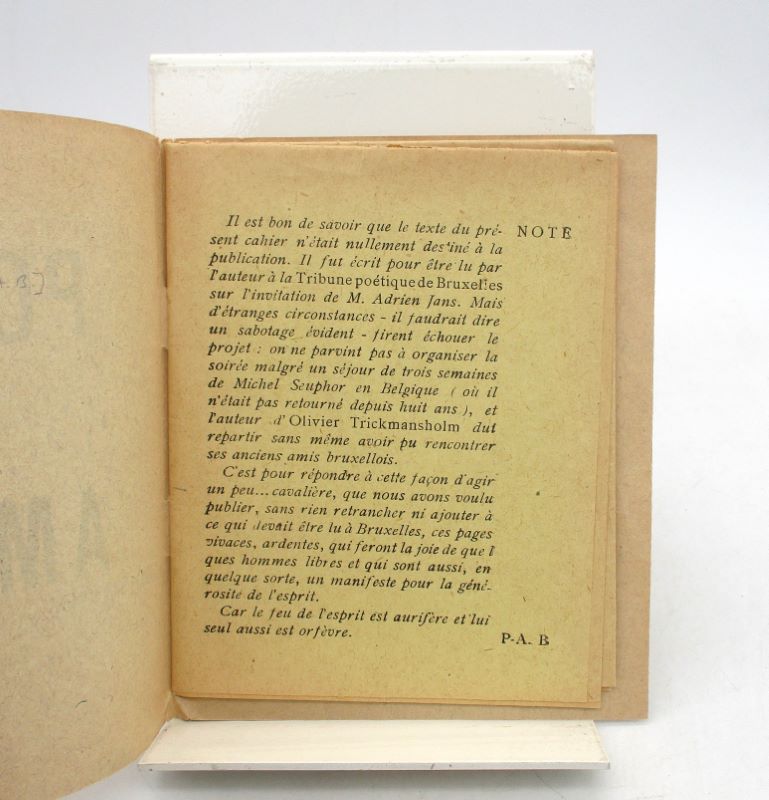 Il est bon de savoir que le texte du pré-
NOTE
sent cahier n'était nullement destiné à la
publication. Il fut écrit pour être lu par
l'auteur à la Tribune poétique de Bruxelles
sur l'invitation de M. Adrien Jans. Mais
d'étranges circonstances - il faudrait dire
un sabotage évident - firent échouer le
projet : on ne parvint pas à organiser la
soirée malgré un séjour de trois semaines
de Michel Seuphor en Belgique ( où il
n'était pas retourné depuis huit ans ), et
l'auteur d'Olivier Trickmansholm dut
repartir sans même avoir pu rencontrer
ses anciens amis bruxellois.
C'est pour répondre à cette façon d'agir
un peu... cavalière, que nous avons voulu
publier, sans rien retrancher ni ajouter à
ce qui devait être lu à Bruxelles, ces pages
vivaces, ardentes, qui feront la joie de que l
ques hommes libres et qui sont aussi, en
quelque sorte, un manifeste pour la géné-
rosité de l'esprit.
Car le feu de l'esprit est aurifère et lui
seul aussi est orfèvre.
P-A. B
B.]